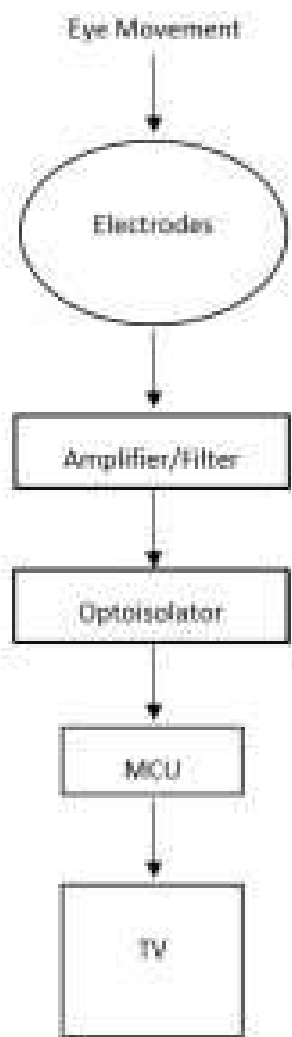 Eye Movement
Electrodes
Amplifier/Filter
Optoisolator
MCU
TV